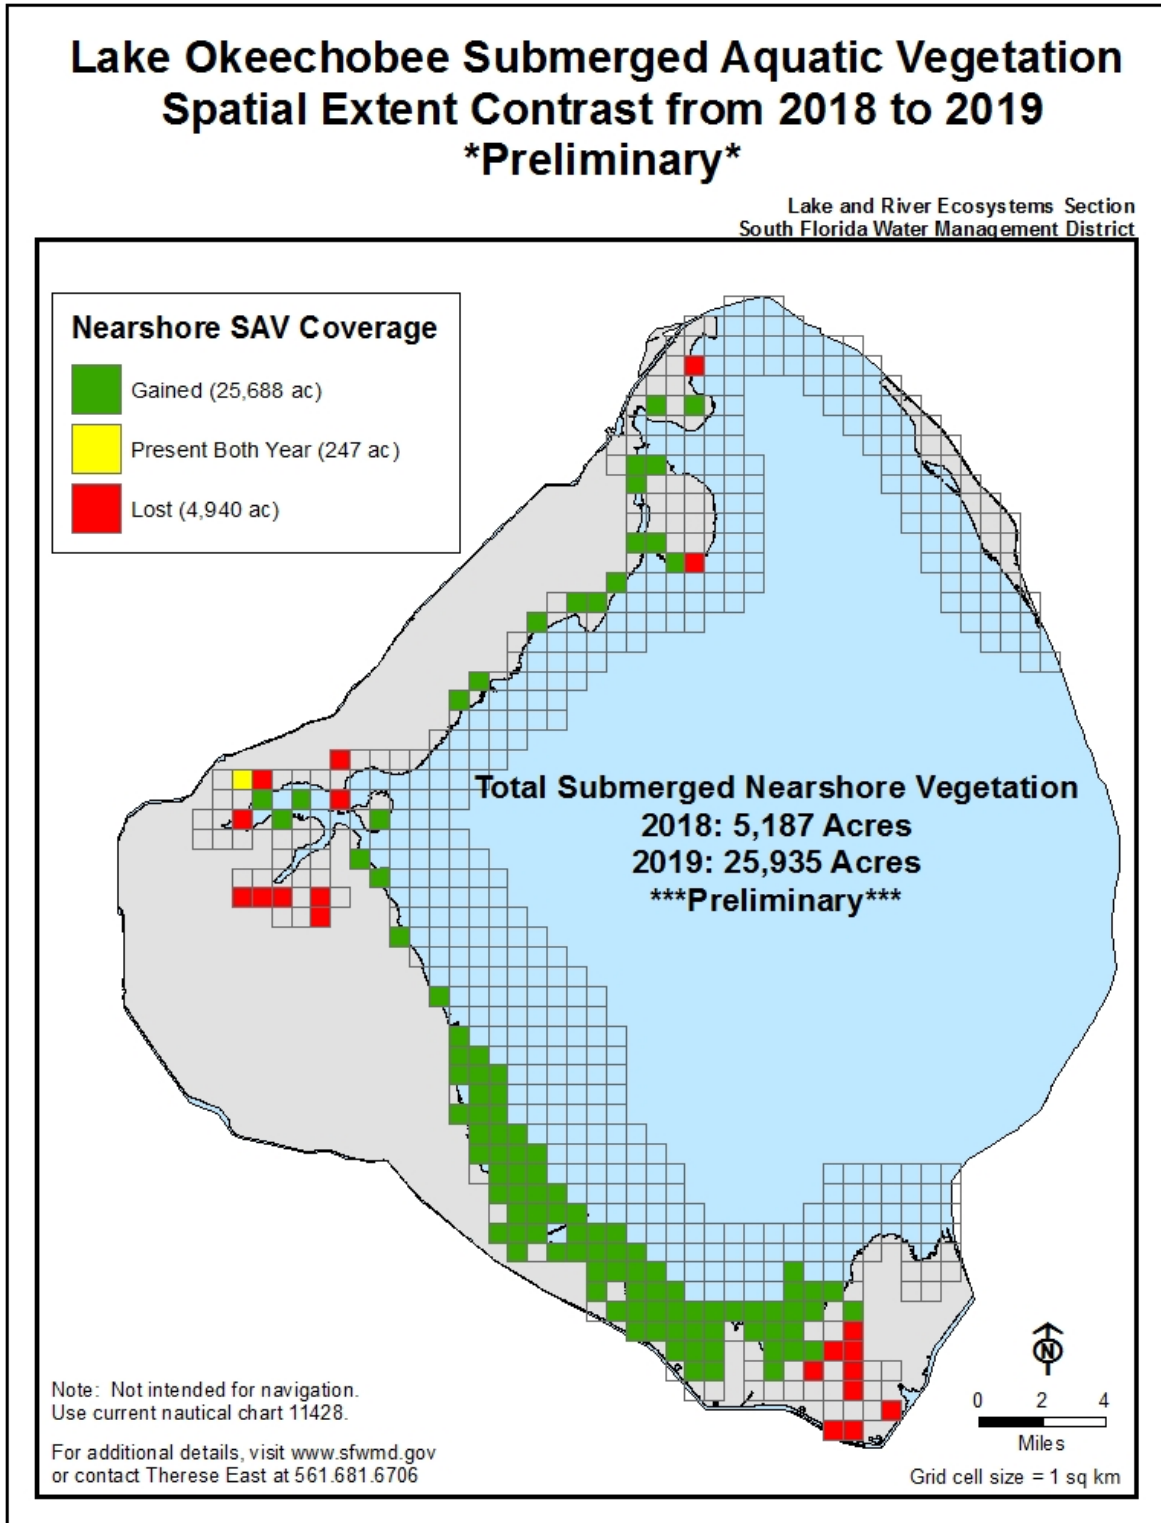 Lake Okeechobee Submerged Aquatic Vegetation
Spatial Extent Contrast from 2018 to 2019
*Preliminary*
Lake and River Ecosystems Section
South Florida Water Management District
Nearshore SAV Coverage
Gained (25,688 ac)
Present Both Year (247 ac)
Lost (4,940 ac)
Total Submerged Nearshore Vegetation
2018: 5,187 Acres
2019: 25,935 Acres
***Preliminary***
Note: Not intended for navigation.
Use current nautical chart 11428.
For additional details, visit www.sfwmd.gov
or contact Therese East at 561.681.6706
N
0 2 4
Miles
Grid cell size = 1 sq km